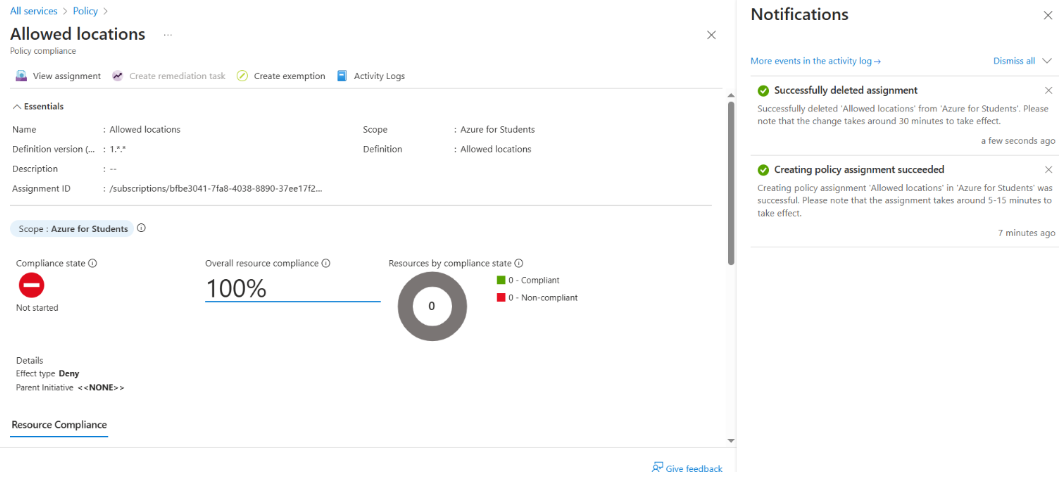 All services > Policy >
Allowed locations ...
Policy compliance
View assignment Create remediation task Create exemption Activity Logs
Essentials
Name : Allowed locations
Definition version (... : 1.*.*
Description : --
Assignment ID : /subscriptions/bfbe3041-7fa8-4038-8890-37ee17f2...
Scope : Azure for Students
Definition : Allowed locations
Scope : Azure for Students
Compliance state
Not started
Overall resource compliance
100%
Resources by compliance state
0
0 - Compliant
0 - Non-compliant
Details
Effect type Deny
Parent Initiative <<NONE>>
Resource Compliance
Give feedback
Notifications
More events in the activity log →
Dismiss all
Successfully deleted assignment
Successfully deleted 'Allowed locations' from 'Azure for Students'. Please
note that the change takes around 30 minutes to take effect.
a few seconds ago
Creating policy assignment succeeded
Creating policy assignment 'Allowed locations' in 'Azure for Students' was
successful. Please note that the assignment takes around 5-15 minutes to
take effect.
7 minutes ago